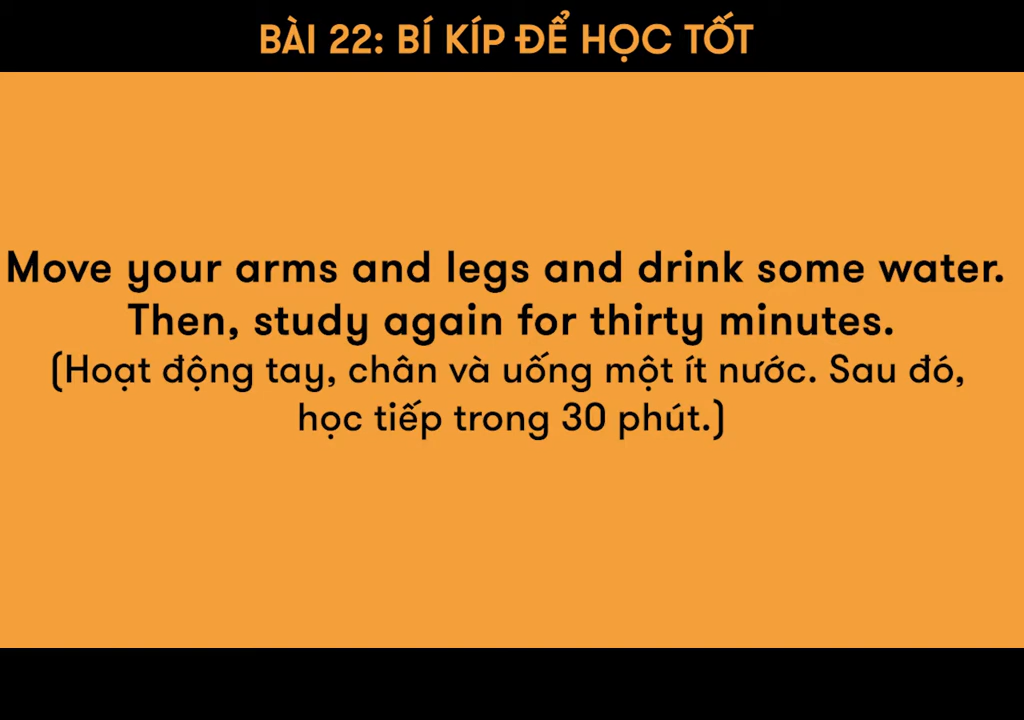 BÀI 22: BÍ KÍP ĐỂ HỌC TỐT
Move your arms and legs and drink some water.
Then, study again for thirty minutes.
(Hoạt động tay, chân và uống một ít nước. Sau đó,
học tiếp trong 30 phút.)